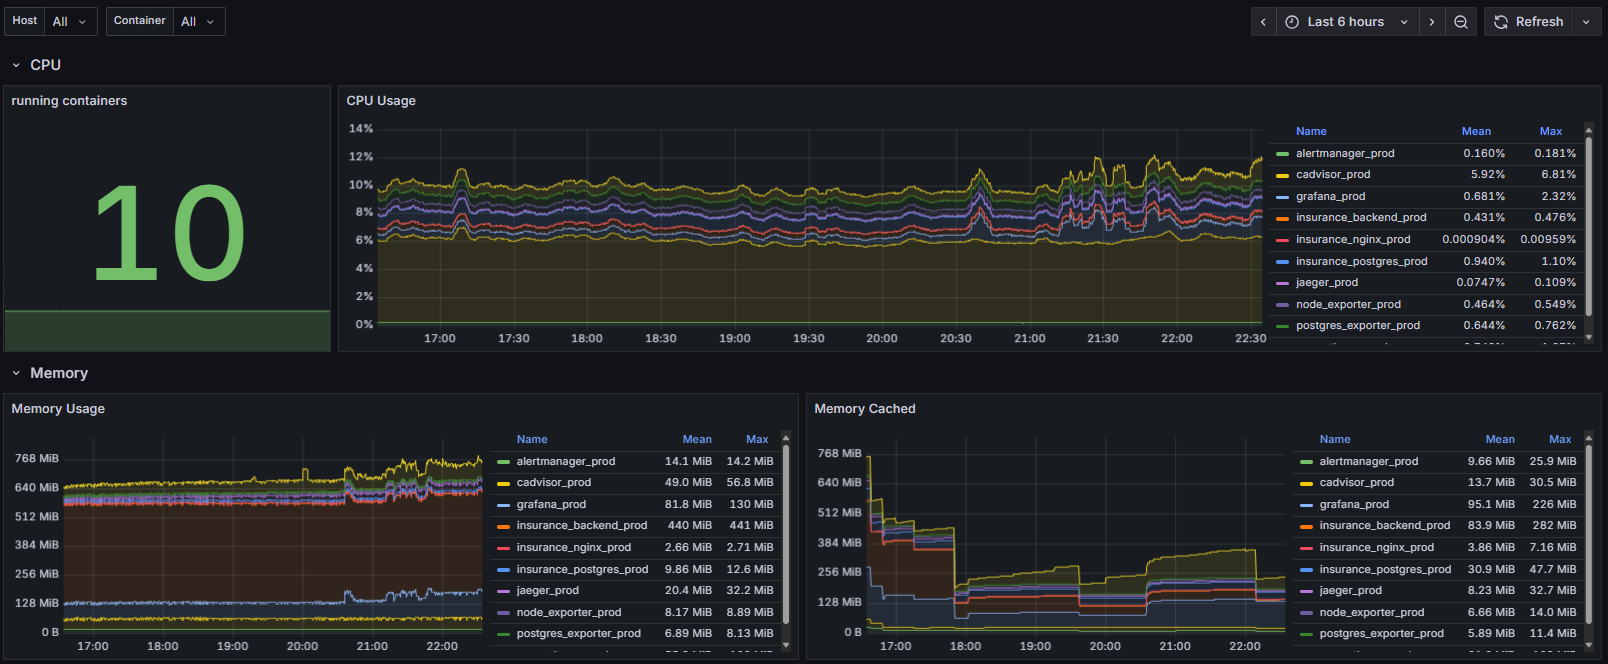 Host All Container All Last 6 hours Refresh
CPU
running containers
10
CPU Usage
14%
12%
10%
8%
6%
4%
2%
0%
17:00 17:30 18:00 18:30 19:00 19:30 20:00 20:30 21:00 21:30 22:00 22:30
Name Mean Max
alertmanager_prod 0.160% 0.181%
cadvisor_prod 5.92% 6.81%
grafana_prod 0.681% 2.32%
insurance_backend_prod 0.431% 0.476%
insurance_nginx_prod 0.000904% 0.00959%
insurance_postgres_prod 0.940% 1.10%
jaeger_prod 0.0747% 0.109%
node_exporter_prod 0.464% 0.549%
postgres_exporter_prod 0.644% 0.762%
Memory
Memory Usage
768 MiB
640 MiB
512 MiB
384 MiB
256 MiB
128 MiB
0 B
17:00 18:00 19:00 20:00 21:00 22:00
Name Mean Max
alertmanager_prod 14.1 MiB 14.2 MiB
cadvisor_prod 49.0 MiB 56.8 MiB
grafana_prod 81.8 MiB 130 MiB
insurance_backend_prod 440 MiB 441 MiB
insurance_nginx_prod 2.66 MiB 2.71 MiB
insurance_postgres_prod 9.86 MiB 12.6 MiB
jaeger_prod 20.4 MiB 32.2 MiB
node_exporter_prod 8.17 MiB 8.89 MiB
postgres_exporter_prod 6.89 MiB 8.13 MiB
Memory Cached
768 MiB
640 MiB
512 MiB
384 MiB
256 MiB
128 MiB
0 B
17:00 18:00 19:00 20:00 21:00 22:00
Name Mean Max
alertmanager_prod 9.66 MiB 25.9 MiB
cadvisor_prod 13.7 MiB 30.5 MiB
grafana_prod 95.1 MiB 226 MiB
insurance_backend_prod 83.9 MiB 282 MiB
insurance_nginx_prod 3.86 MiB 7.16 MiB
insurance_postgres_prod 30.9 MiB 47.7 MiB
jaeger_prod 8.23 MiB 32.7 MiB
node_exporter_prod 6.66 MiB 14.0 MiB
postgres_exporter_prod 5.89 MiB 11.4 MiB